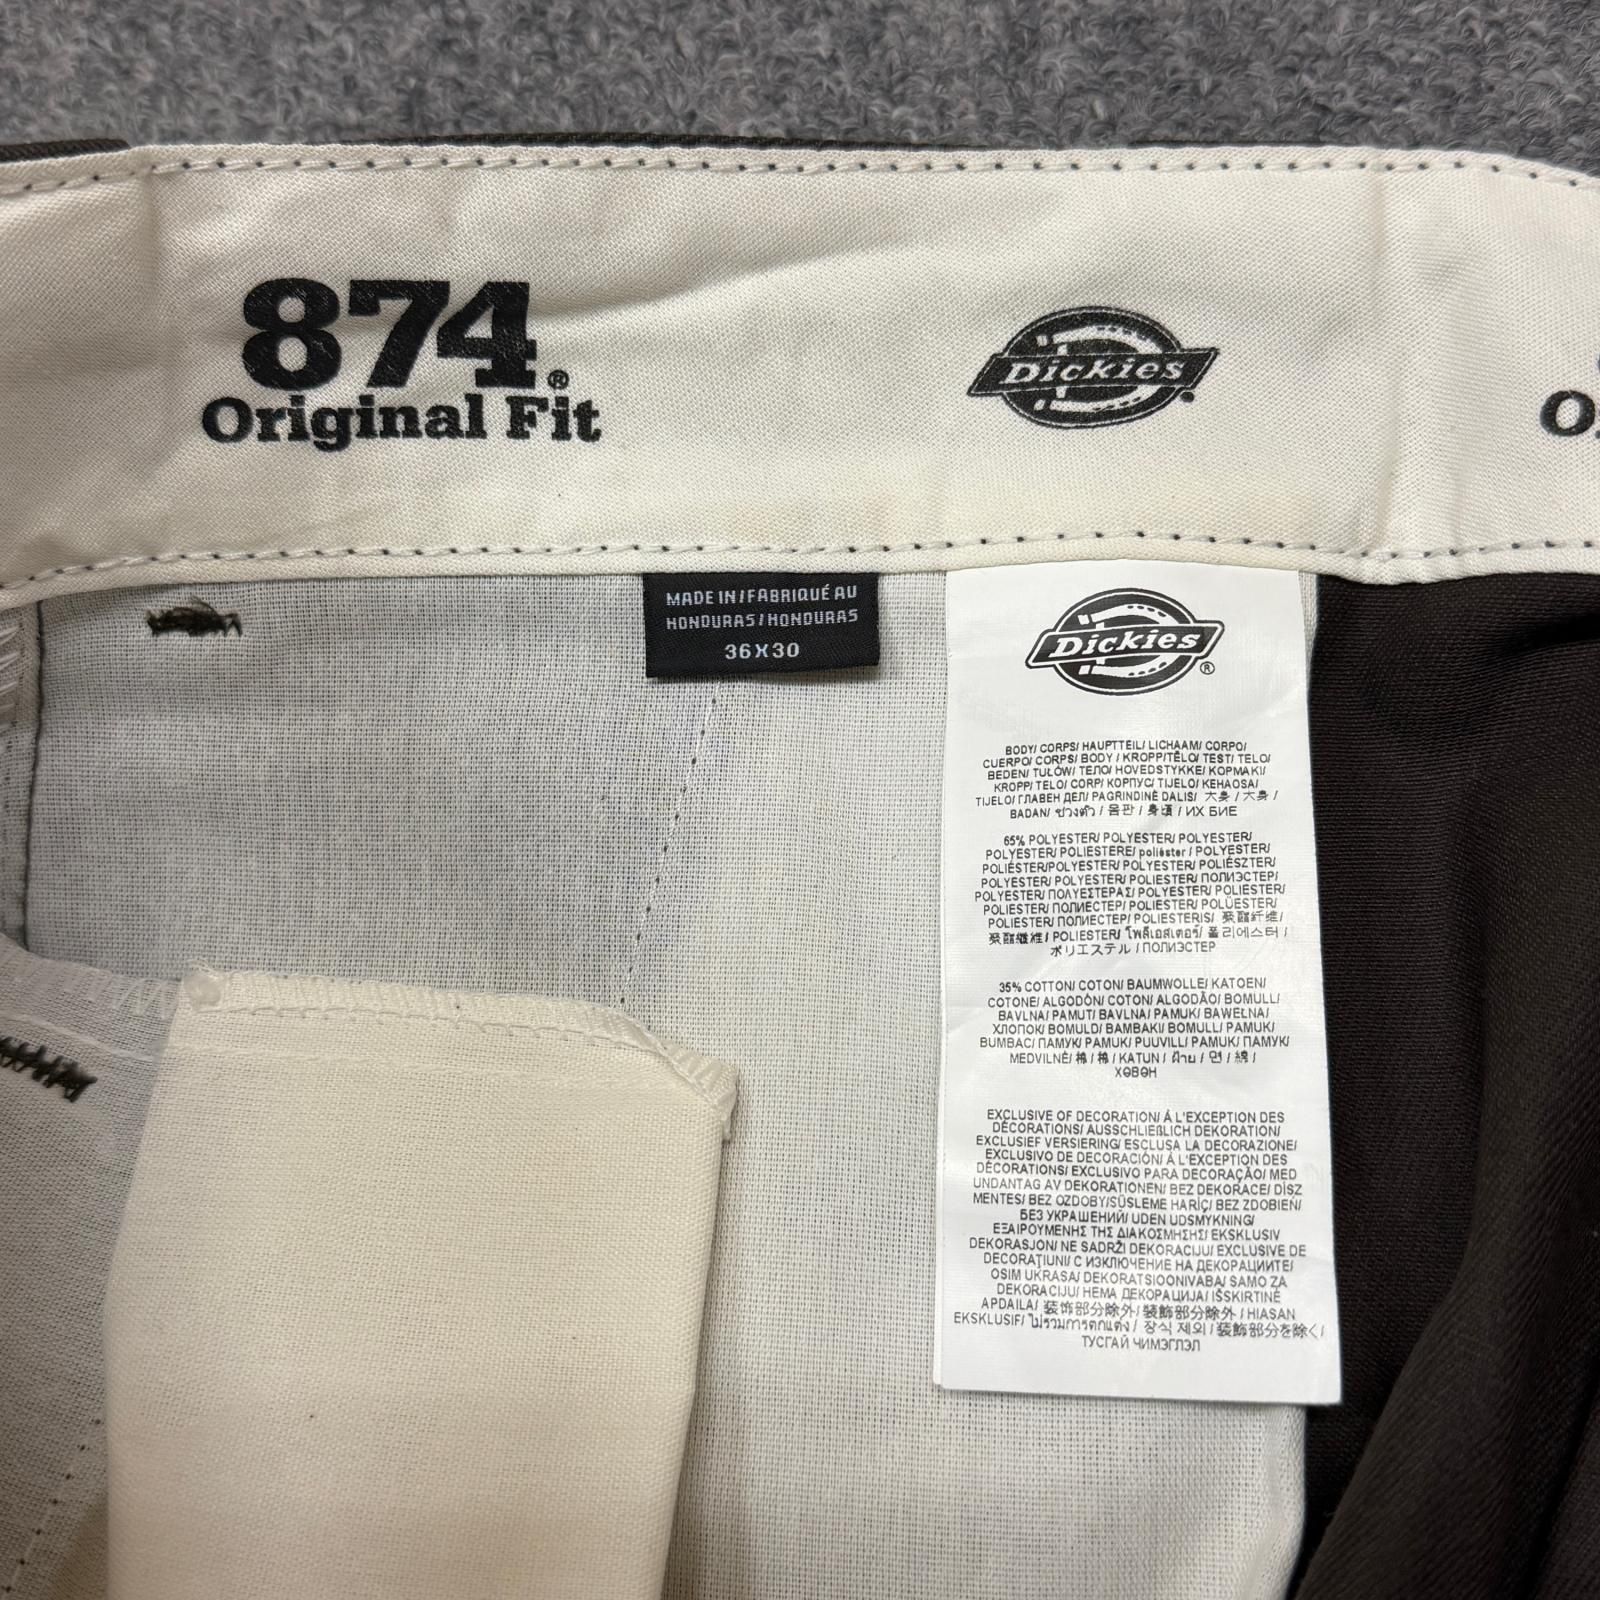 874®
Original Fit
Dickies
MADE IN/FABRIQUÉ AU
HONDURAS/HONDURAS
36X30
Dickies®
BODY/ CORPS/ HAUPTTEIL/ LICHAAM/ CORPO/
CUERPO/ CORPS/ BODY / KROPP/TĚLO/ TEST/ TELO/
BEDEN/ TUŁÓW/ ТЕЛО/ HOVEDSTYKKE/ ΚΟΡΜΑΚΙ/
KROPP/ TELO/ CORP/ КОРПУС/ TIJELO/ KEHAOSA/
TIJELO/ ГЛАВЕН ДЕЛ/ PAGRINDINĖ DALIS/ 大身 / 大身 /
BADAN/ ช่วงตัว / 몸판 / 身頃 / ИХ БИЕ
65% POLYESTER/ POLYESTER/ POLYESTER/
POLYESTER/ POLIESTERE/ poliéster / POLYESTER/
POLIÉSTER/POLYESTER/ POLYESTER/ POLIÉSZTER/
POLYESTER/ POLYESTER/ POLIESTER/ ПОЛИЭСТЕР/
POLYESTER/ ΠΟΛΥΕΣΤΕΡΑΣ/ POLYESTER/ POLIESTER/
POLIESTER/ ПОЛИЕСТЕР/ POLIESTER/ POLÜESTER/
POLIESTER/ ПОЛИЕСТЕР/ POLIESTERIS/ 聚酯纤维/
聚酯纖維/ POLIESTER/ โพลีเอสเตอร์/ 폴리에스터 /
ポリエステル / ПОЛИЭСТЕР
35% COTTON/ COTON/ BAUMWOLLE/ KATOEN/
COTONE/ ALGODÓN/ COTON/ ALGODÃO/ BOMULL/
BAVLNA/ PAMUT/ BAVLNA/ PAMUK/ BAWEŁNA/
ХЛОПОК/ BOMULD/ ΒΑΜΒΑΚΙ/ BOMULL/ PAMUK/
BUMBAC/ ПАМУК/ PAMUK/ PUUVILL/ PAMUK/ ПАМУК/
MEDVILNĖ/ 棉 / 棉 / KATUN / ฝ้าย / 면 / 綿 /
ХӨВӨН
EXCLUSIVE OF DECORATION/ À L'EXCEPTION DES
DÉCORATIONS/ AUSSCHLIEßLICH DEKORATION/
EXCLUSIEF VERSIERING/ ESCLUSA LA DECORAZIONE/
EXCLUSIVO DE DECORACIÓN/ À L'EXCEPTION DES
DÉCORATIONS/ EXCLUSIVO PARA DECORAÇÃO/ MED
UNDANTAG AV DEKORATIONEN/ BEZ DEKORACE/ DÍSZ
MENTES/ BEZ OZDOBY/SÜSLEME HARİÇ/ BEZ ZDOBIEŃ/
БЕЗ УКРАШЕНИЙ/ UDEN UDSMYKNING/
ΕΞΑΙΡΟΥΜΕΝΗΣ ΤΗΣ ΔΙΑΚΟΣΜΗΣΗΣ/ EKSKLUSIV
DEKORASJON/ NE SADRŽI DEKORACIJU/ EXCLUSIVE DE
DECORAȚIUNI/ С ИЗКЛЮЧЕНИЕ НА ДЕКОРАЦИИТЕ/
OSIM UKRASA/ DEKORATSIOONIVABA/ SAMO ZA
DEKORACIJU/ НЕМА ДЕКОРАЦИЈА/ IŠSKIRTINĖ
APDAILA/ 装饰部分除外/ 裝飾部分除外 / HIASAN
EKSKLUSIF/ ไม่รวมการตกแต่ง / 장식 제외 / 装飾部分を除く/
ТУСГАЙ ЧИМЭГЛЭЛ